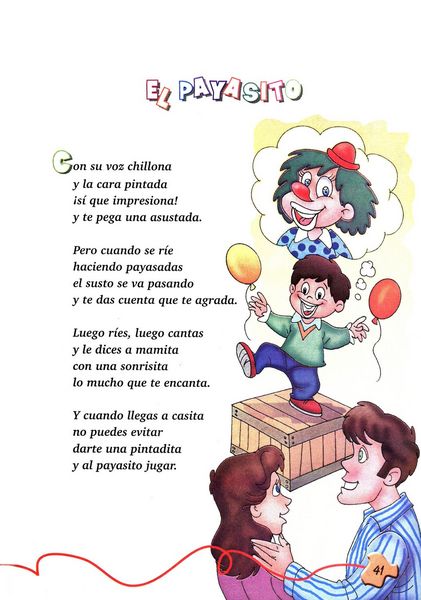 EL PAYASITO
Con su voz chillona
y la cara pintada
¡sí que impresiona!
y te pega una asustada.
Pero cuando se ríe
haciendo payasadas
el susto se va pasando
y te das cuenta que te agrada.
Luego ríes, luego cantas
y le dices a mamita
con una sonrisita
lo mucho que te encanta.
Y cuando llegas a casita
no puedes evitar
darte una pintadita
y al payasito jugar.
41